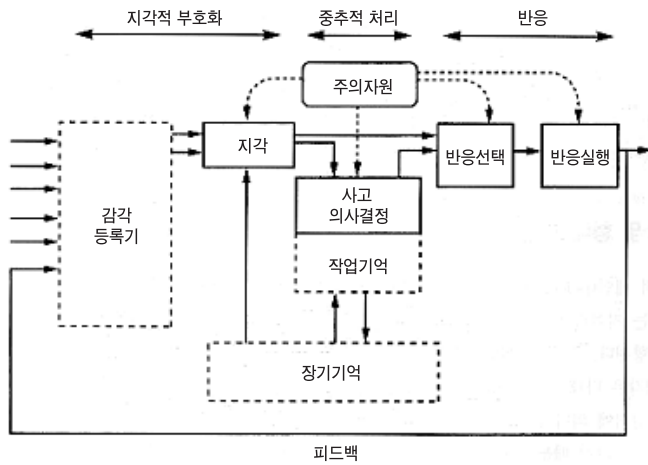 지각적 부호화
중추적 처리
반응
주의자원
지각
반응선택
반응실행
감각
등록기
사고
의사결정
작업기억
장기기억
피드백